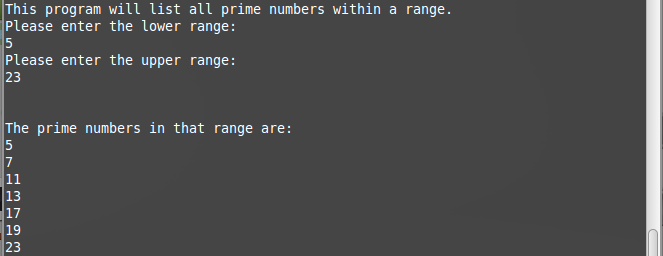 This program will list all prime numbers within a range.
Please enter the lower range:
5
Please enter the upper range:
23
The prime numbers in that range are:
5
7
11
13
17
19
23